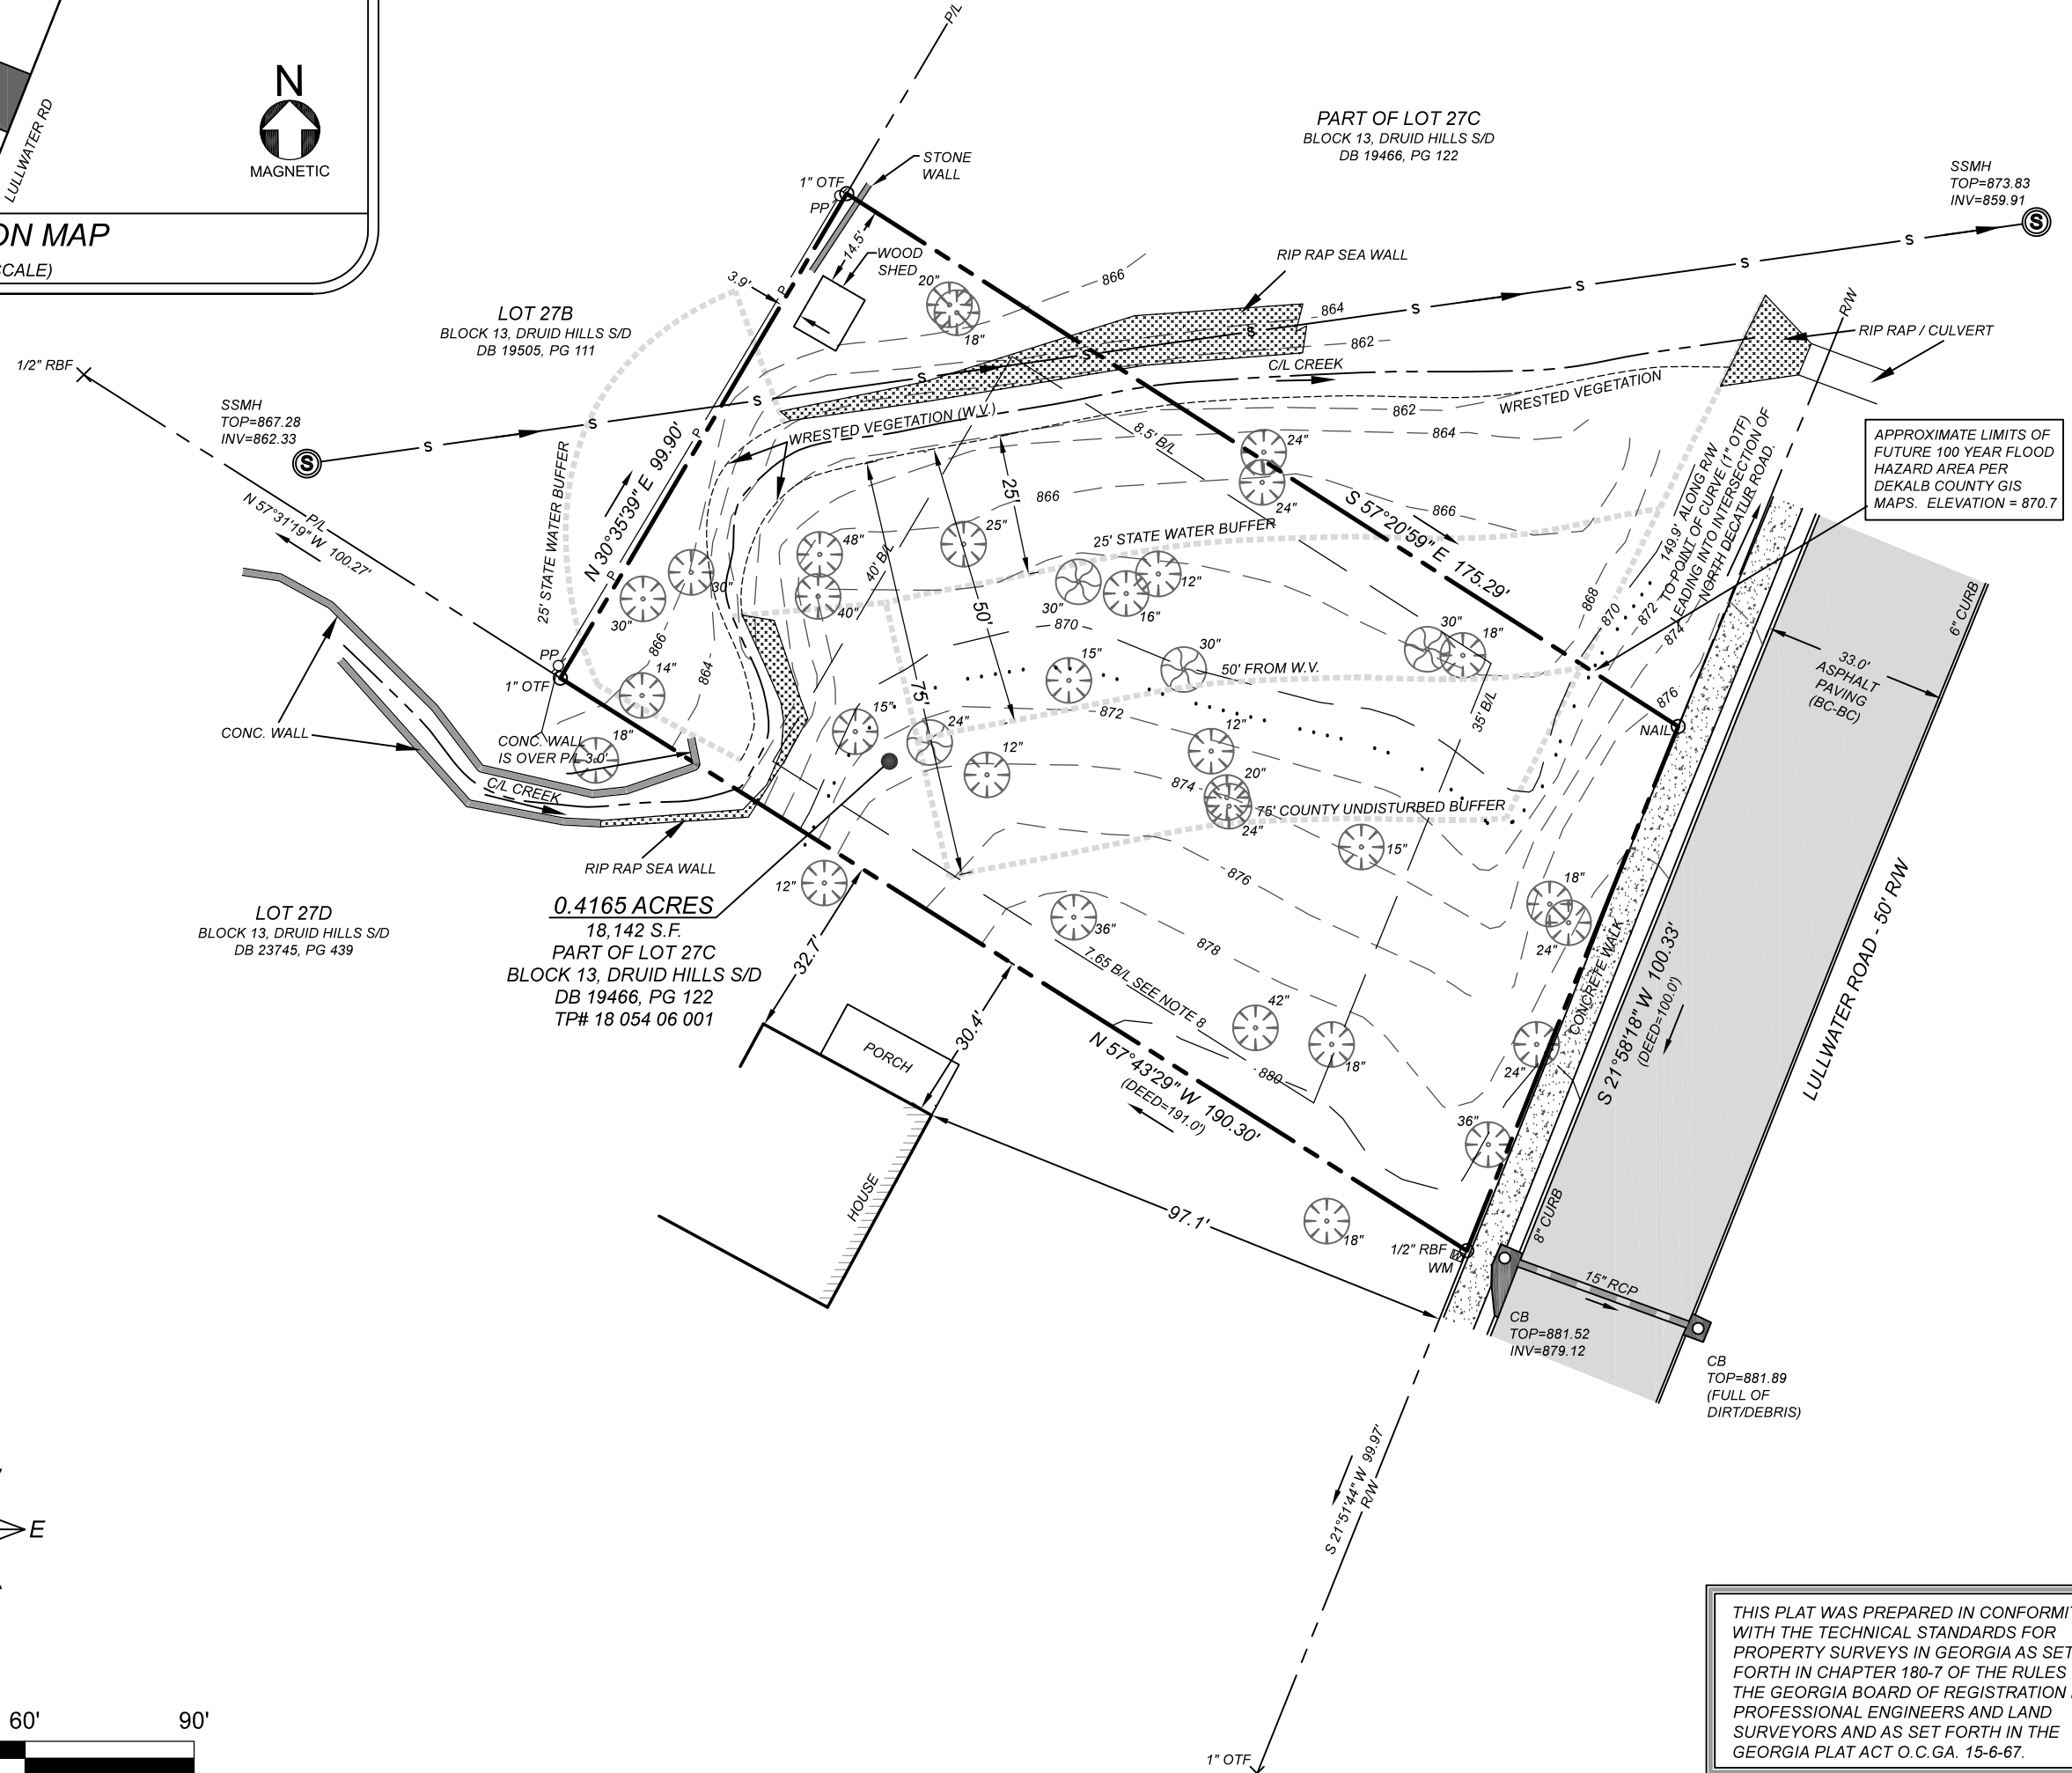 LULLWATER RD
N
MAGNETIC
ON MAP
SCALE)
P/L
PART OF LOT 27C
BLOCK 13, DRUID HILLS S/D
DB 19466, PG 122
SSMH
TOP=873.83
INV=859.91
S
STONE
WALL
1" OTF
PP
14.5'
WOOD
SHED
3.9'
P
20"
18"
866
RIP RAP SEA WALL
864
862
S
S
S
S
S
S
S
S
S
S
C/L CREEK
R/W
RIP RAP / CULVERT
LOT 27B
BLOCK 13, DRUID HILLS S/D
DB 19505, PG 111
1/2" RBF
SSMH
TOP=867.28
INV=862.33
S
WRESTED VEGETATION (W.V.)
WRESTED VEGETATION
862
864
8.5' B/L
24"
24"
866
866
APPROXIMATE LIMITS OF
FUTURE 100 YEAR FLOOD
HAZARD AREA PER
DEKALB COUNTY GIS
MAPS. ELEVATION = 870.7
149.9' ALONG R/W
TO POINT OF CURVE (1" OTF)
LEADING INTO INTERSECTION OF
NORTH DECATUR ROAD.
P/L
N 57°31'19" W 100.27'
25' STATE WATER BUFFER
N 30°35'39" E 99.90'
P
P
25'
50'
75'
25' STATE WATER BUFFER
S 57°20'59" E 175.29'
48"
40"
25"
40' B/L
30"
30"
30"
16"
12"
868
870
872
874
876
6" CURB
33.0'
ASPHALT
PAVING
(BC-BC)
866
864
870
15"
30"
50' FROM W.V.
30"
18"
35' B/L
PP
1" OTF
14"
18"
CONC. WALL
CONC. WALL
IS OVER P/L 3.0'
C/L CREEK
15"
24"
12"
872
12"
NAIL
874
20"
24"
75' COUNTY UNDISTURBED BUFFER
15"
RIP RAP SEA WALL
12"
876
18"
24"
0.4165 ACRES
18,142 S.F.
PART OF LOT 27C
BLOCK 13, DRUID HILLS S/D
DB 19466, PG 122
TP# 18 054 06 001
LOT 27D
BLOCK 13, DRUID HILLS S/D
DB 23745, PG 439
32.7'
30.4'
36"
878
7.65 B/L SEE NOTE 8
42"
18"
880
N 57°43'29" W 190.30'
(DEED=191.0')
CONCRETE WALK
S 21°58'18" W 100.33'
(DEED=100.0')
LULLWATER ROAD - 50' R/W
24"
36"
PORCH
HOUSE
97.1'
18"
1/2" RBF
WM
8" CURB
15" RCP
CB
TOP=881.52
INV=879.12
CB
TOP=881.89
(FULL OF
DIRT/DEBRIS)
S 21°51'44" W 99.97'
R/W
1" OTF
E
60'
90'
THIS PLAT WAS PREPARED IN CONFORMIT
WITH THE TECHNICAL STANDARDS FOR
PROPERTY SURVEYS IN GEORGIA AS SET
FORTH IN CHAPTER 180-7 OF THE RULES
THE GEORGIA BOARD OF REGISTRATION
PROFESSIONAL ENGINEERS AND LAND
SURVEYORS AND AS SET FORTH IN THE
GEORGIA PLAT ACT O.C.GA. 15-6-67.